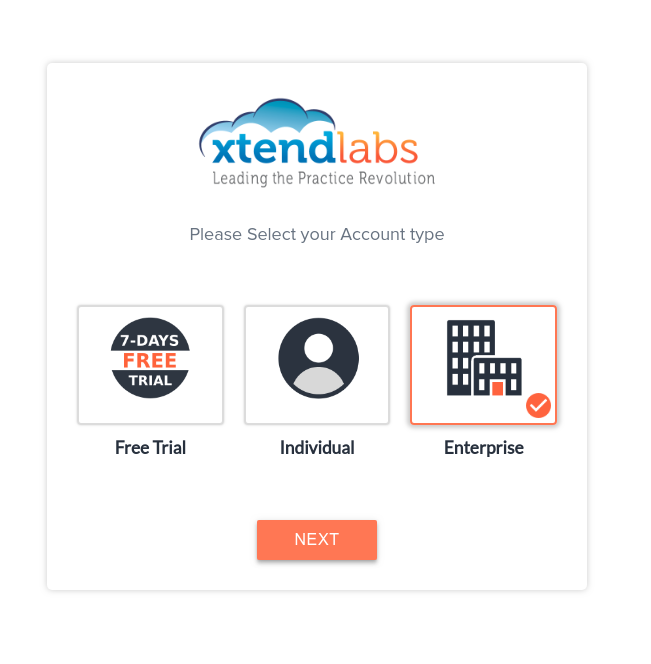 xtendlabs
Leading the Practice Revolution
Please Select your Account type
7-DAYS
FREE
TRIAL
Free Trial
Individual
Enterprise
NEXT